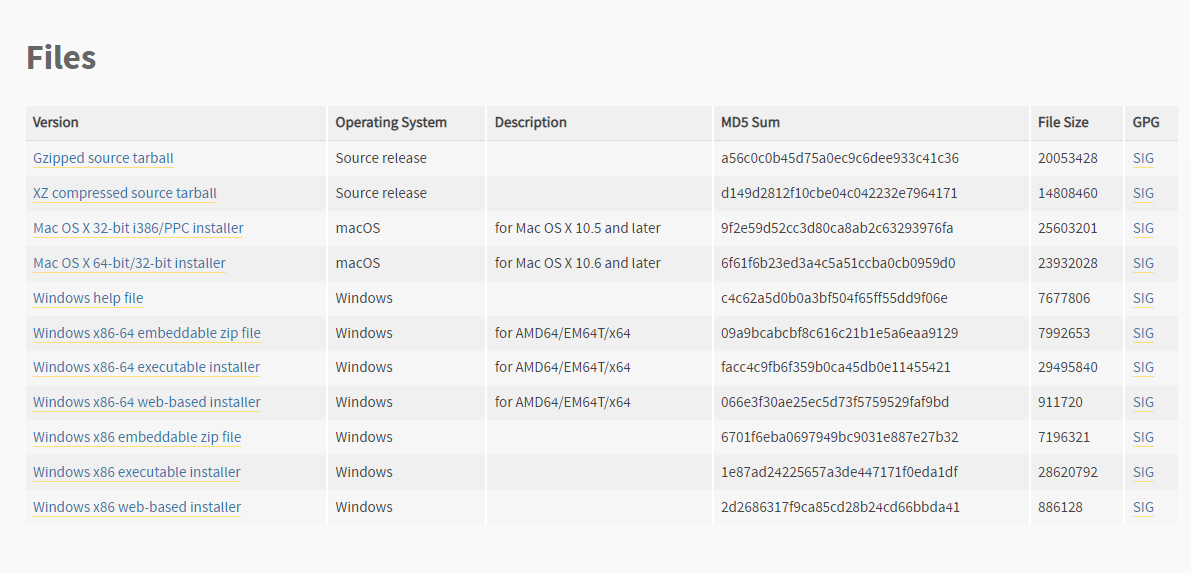 Files
Version Operating System Description MD5 Sum File Size GPG
Gzipped source tarball Source release a56c0c0b45d75a0ec9c6dee933c41c36 20053428 SIG
XZ compressed source tarball Source release d149d2812f10cbe04c042232e7964171 14808460 SIG
Mac OS X 32-bit i386/PPC installer macOS for Mac OS X 10.5 and later 9f2e59d52cc3d80ca8ab2c63293976fa 25603201 SIG
Mac OS X 64-bit/32-bit installer macOS for Mac OS X 10.6 and later 6f61f6b23ed3a4c5a51ccba0cb0959d0 23932028 SIG
Windows help file Windows c4c62a5d0b0a3bf504f65ff55dd9f06e 7677806 SIG
Windows x86-64 embeddable zip file Windows for AMD64/EM64T/x64 09a9bcabcbf8c616c21b1e5a6eaa9129 7992653 SIG
Windows x86-64 executable installer Windows for AMD64/EM64T/x64 facc4c9fb6f359b0ca45db0e11455421 29495840 SIG
Windows x86-64 web-based installer Windows for AMD64/EM64T/x64 066e3f30ae25ec5d73f5759529faf9bd 911720 SIG
Windows x86 embeddable zip file Windows 6701f6eba0697949bc9031e887e27b32 7196321 SIG
Windows x86 executable installer Windows 1e87ad24225657a3de447171f0eda1df 28620792 SIG
Windows x86 web-based installer Windows 2d2686317f9ca85cd28b24cd66bbda41 886128 SIG